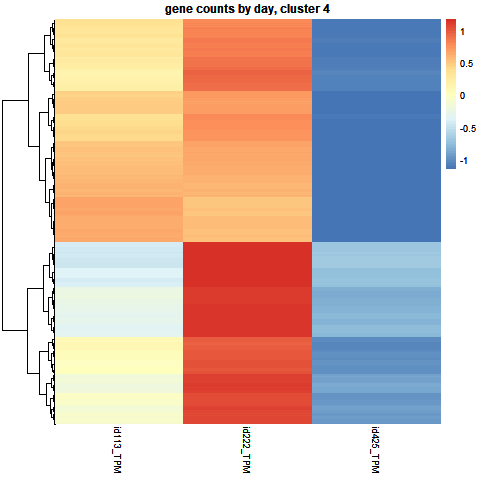 gene counts by day, cluster 4
1
0.5
0
-0.5
-1
id113_TPM
id222_TPM
id425_TPM